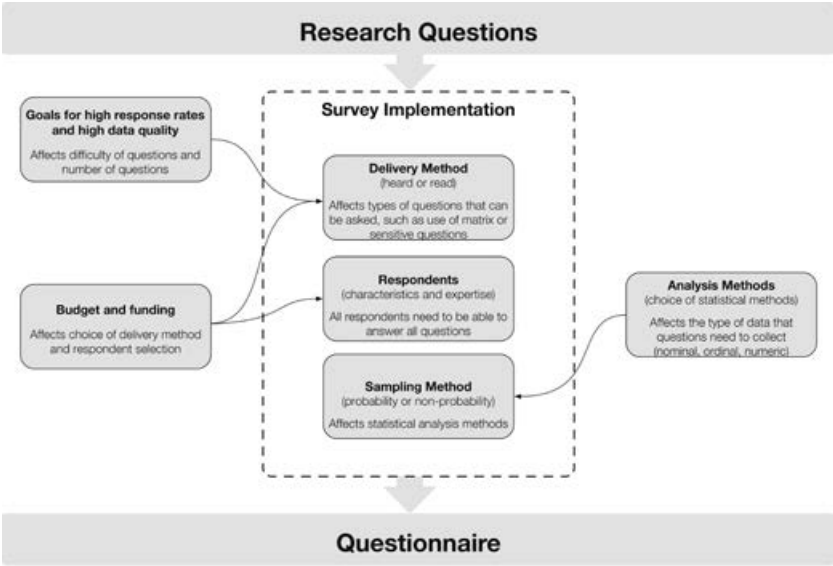 Research Questions
Survey Implementation
Goals for high response rates
and high data quality
Affects difficulty of questions and
number of questions
Delivery Method
(heard or read)
Affects types of questions that can
be asked, such as use of matrix or
sensitive questions
Budget and funding
Affects choice of delivery method
and respondent selection
Respondents
(characteristics and expertise)
All respondents need to be able to
answer all questions
Analysis Methods
(choice of statistical methods)
Affects the type of data that
questions need to collect
(nominal, ordinal, numeric)
Sampling Method
(probability or non-probability)
Affects statistical analysis methods
Questionnaire